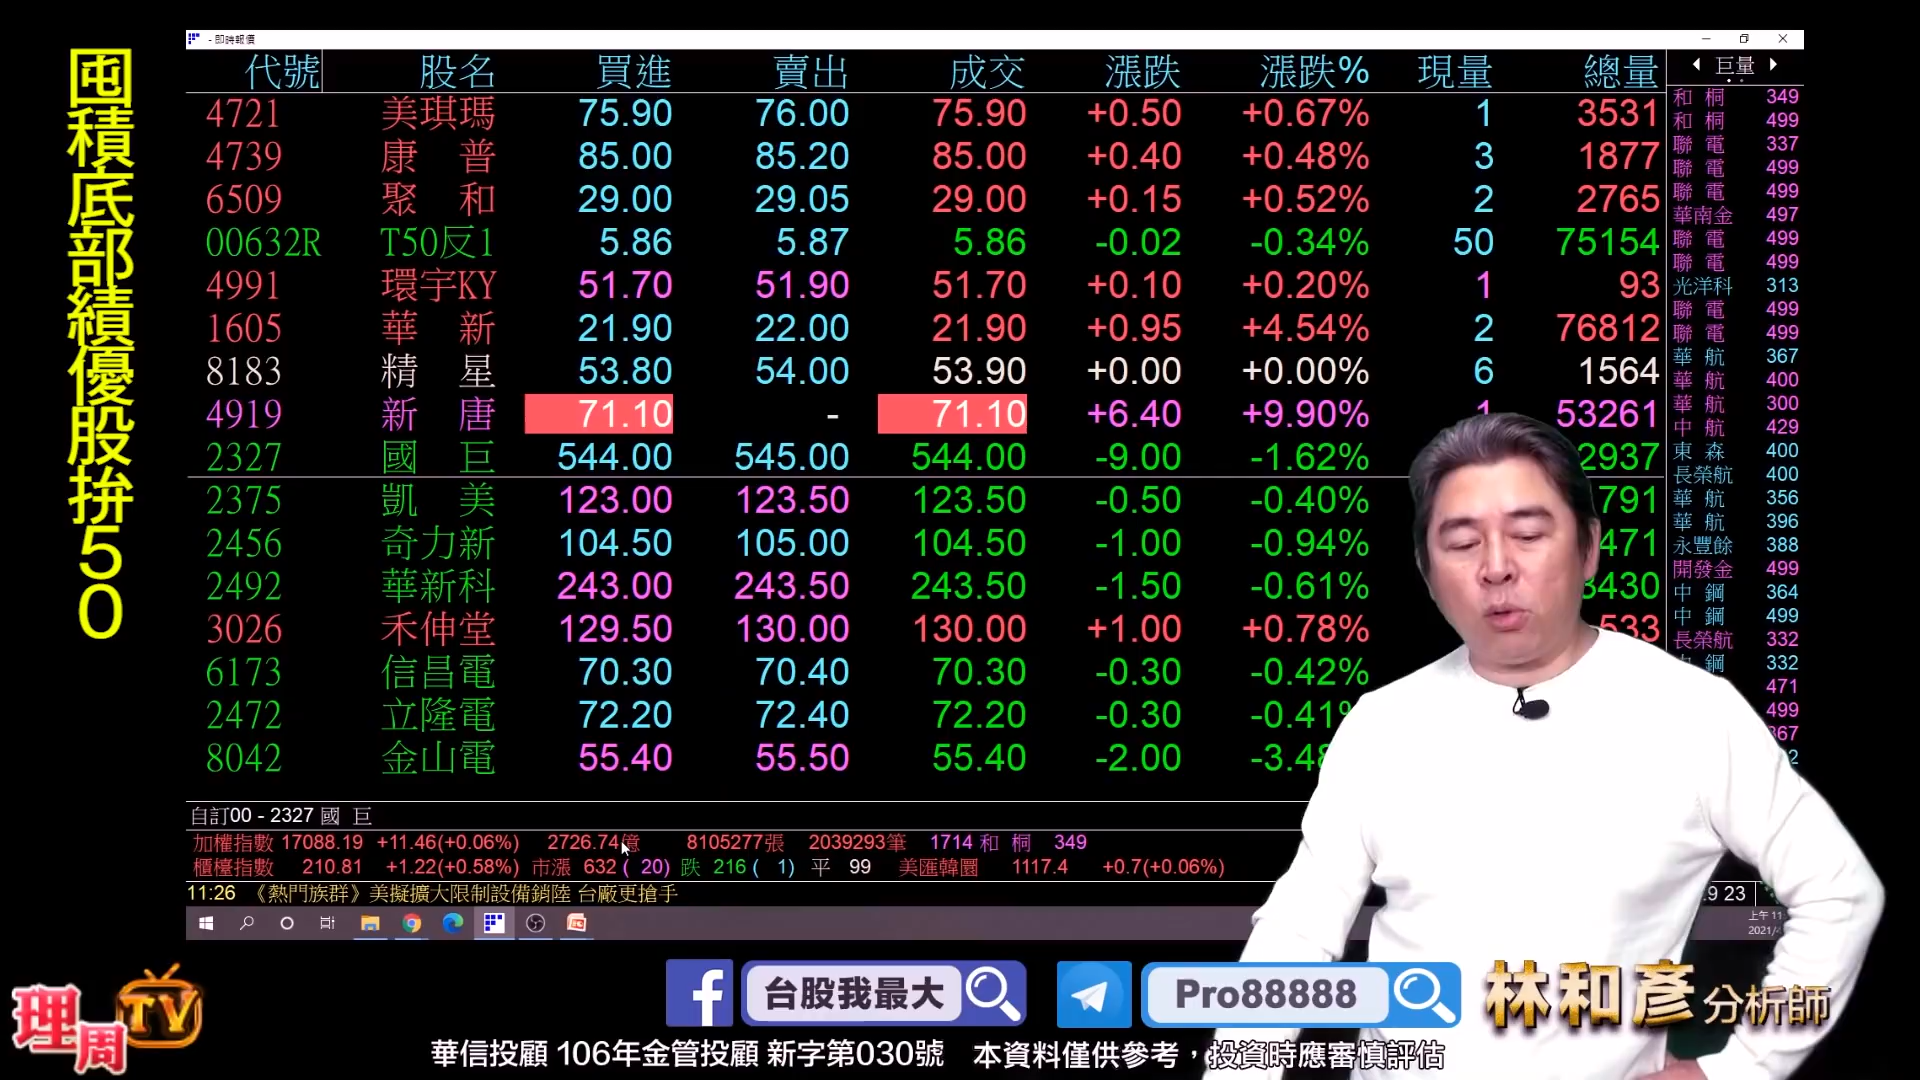 囤積底部績優股拚50
- 即時報價
代號 股名 買進 賣出 成交 漲跌 漲跌% 現量 總量
4721 美琪瑪 75.90 76.00 75.90 +0.50 +0.67% 1 3531
4739 康 普 85.00 85.20 85.00 +0.40 +0.48% 3 1877
6509 聚 和 29.00 29.05 29.00 +0.15 +0.52% 2 2765
00632R T50反1 5.86 5.87 5.86 -0.02 -0.34% 50 75154
4991 環宇KY 51.70 51.90 51.70 +0.10 +0.20% 1 93
1605 華 新 21.90 22.00 21.90 +0.95 +4.54% 2 76812
8183 精 星 53.80 54.00 53.90 +0.00 +0.00% 6 1564
4919 新 唐 71.10 - 71.10 +6.40 +9.90% 1 53261
2327 國 巨 544.00 545.00 544.00 -9.00 -1.62% 2937
2375 凱 美 123.00 123.50 123.50 -0.50 -0.40% 791
2456 奇力新 104.50 105.00 104.50 -1.00 -0.94% 471
2492 華新科 243.00 243.50 243.50 -1.50 -0.61% 3430
3026 禾伸堂 129.50 130.00 130.00 +1.00 +0.78% 533
6173 信昌電 70.30 70.40 70.30 -0.30 -0.42%
2472 立隆電 72.20 72.40 72.20 -0.30 -0.41%
8042 金山電 55.40 55.50 55.40 -2.00 -3.48
巨量
和 桐 349
和 桐 499
聯 電 337
聯 電 499
聯 電 499
華南金 497
聯 電 499
聯 電 499
光洋科 313
聯 電 499
聯 電 499
華 航 367
華 航 400
華 航 300
中 航 429
東 森 400
長榮航 400
華 航 356
華 航 396
永豐餘 388
開發金 499
中 鋼 364
中 鋼 499
長榮航 332
中 鋼 332
471
499
367
自訂00 - 2327 國 巨
加權指數 17088.19 +11.46(+0.06%) 2726.74億 8105277張 2039293筆 1714 和 桐 349
櫃檯指數 210.81 +1.22(+0.58%) 市漲 632 ( 20) 跌 216 ( 1) 平 99 美匯韓圜 1117.4 +0.7(+0.06%)
11:26 《熱門族群》美擬擴大限制設備銷陸 台廠更搶手
上午 11
2021/
理周TV
台股我最大
Pro88888
林和彥 分析師
華信投顧 106年金管投顧 新字第030號 本資料僅供參考，投資時應審慎評估